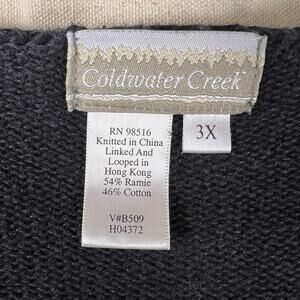 Coldwater Creek
3X
RN 98516
Knitted in China
Linked And
Looped in
Hong Kong
54% Ramie
46% Cotton
V#B509
H04372